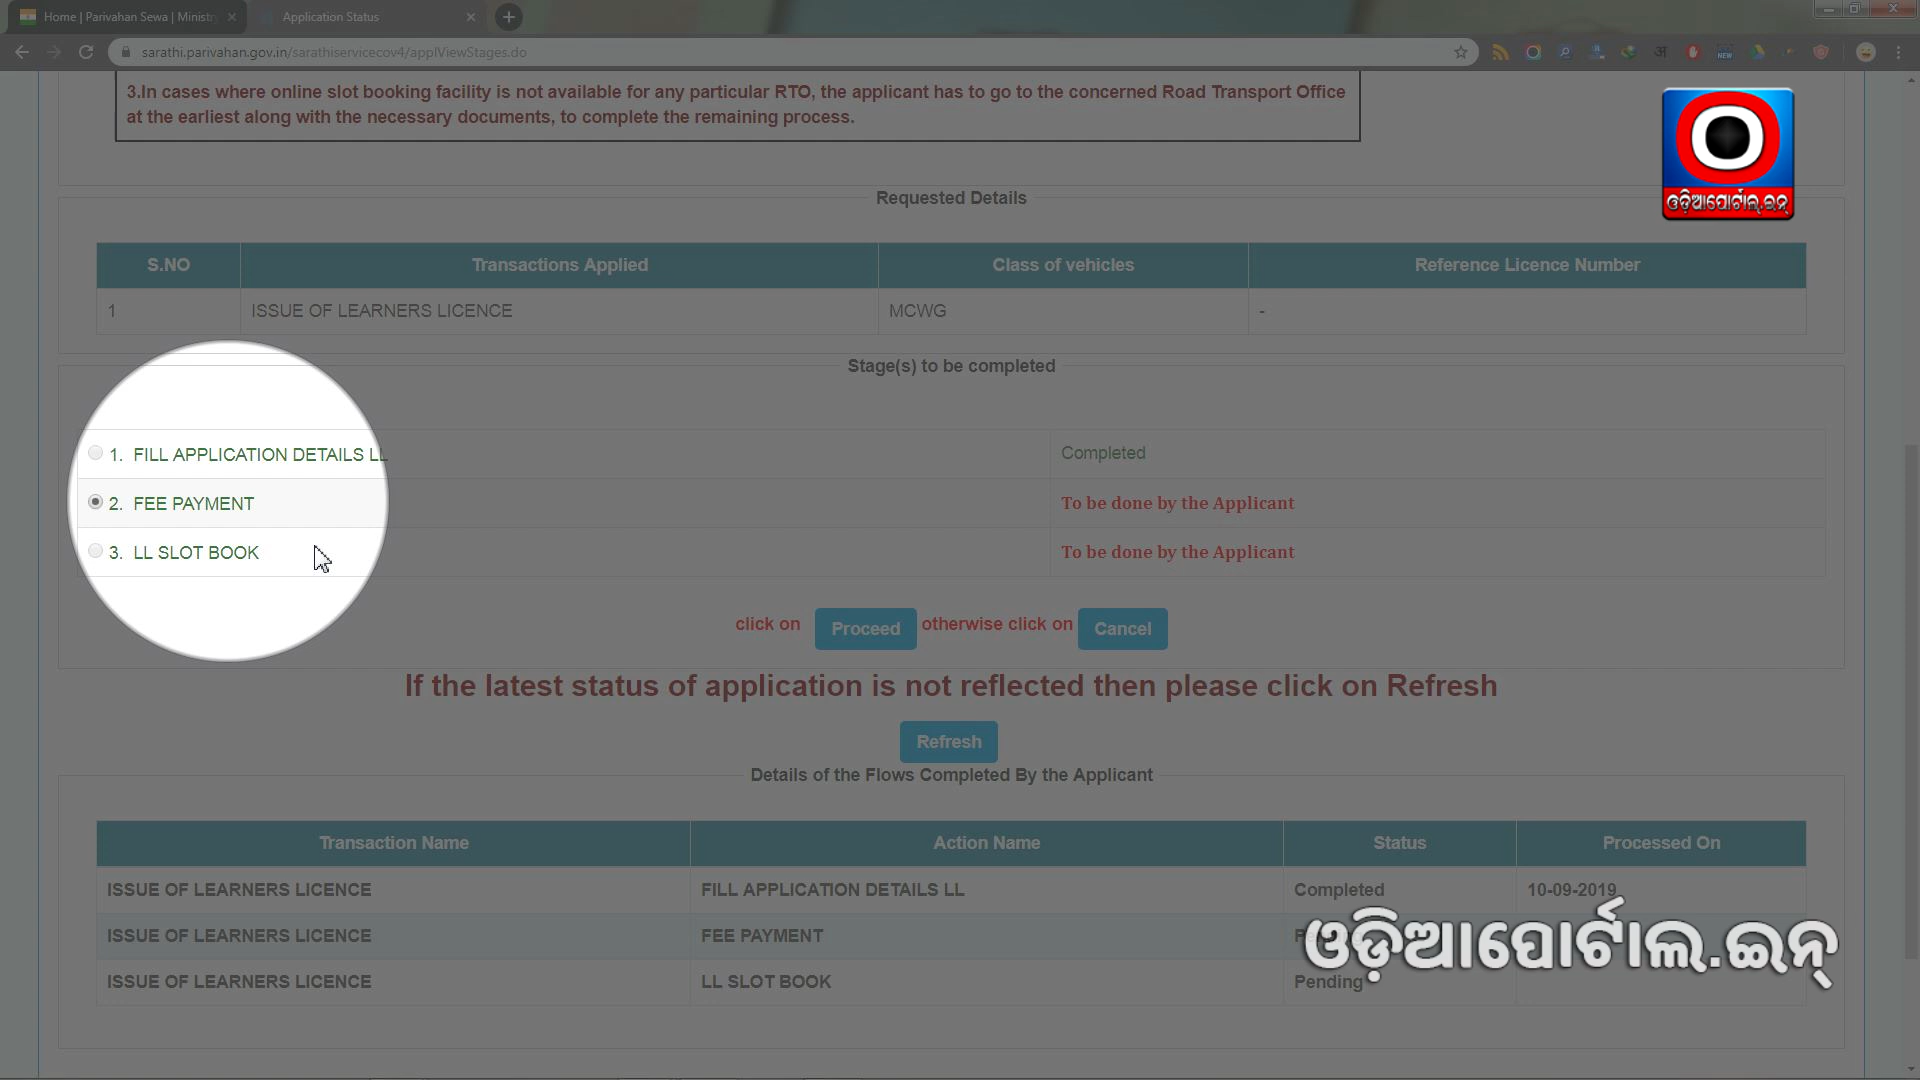 Home | Parivahan Sewa | Ministr
Application Status
sarathi.parivahan.gov.in/sarathiservicecov4/applViewStages.do
3.In cases where online slot booking facility is not available for any particular RTO, the applicant has to go to the concerned Road Transport Office
at the earliest along with the necessary documents, to complete the remaining process.
ଓଡ଼ିଆପୋର୍ଟାଲ୍.ଇନ୍
Requested Details
S.NO Transactions Applied Class of vehicles Reference Licence Number
1 ISSUE OF LEARNERS LICENCE MCWG -
Stage(s) to be completed
1. FILL APPLICATION DETAILS LL Completed
2. FEE PAYMENT To be done by the Applicant
3. LL SLOT BOOK To be done by the Applicant
click on Proceed otherwise click on Cancel
If the latest status of application is not reflected then please click on Refresh
Refresh
Details of the Flows Completed By the Applicant
Transaction Name Action Name Status Processed On
ISSUE OF LEARNERS LICENCE FILL APPLICATION DETAILS LL Completed 10-09-2019
ISSUE OF LEARNERS LICENCE FEE PAYMENT
ISSUE OF LEARNERS LICENCE LL SLOT BOOK Pending
ଓଡ଼ିଆପୋର୍ଟାଲ.ଇନ୍